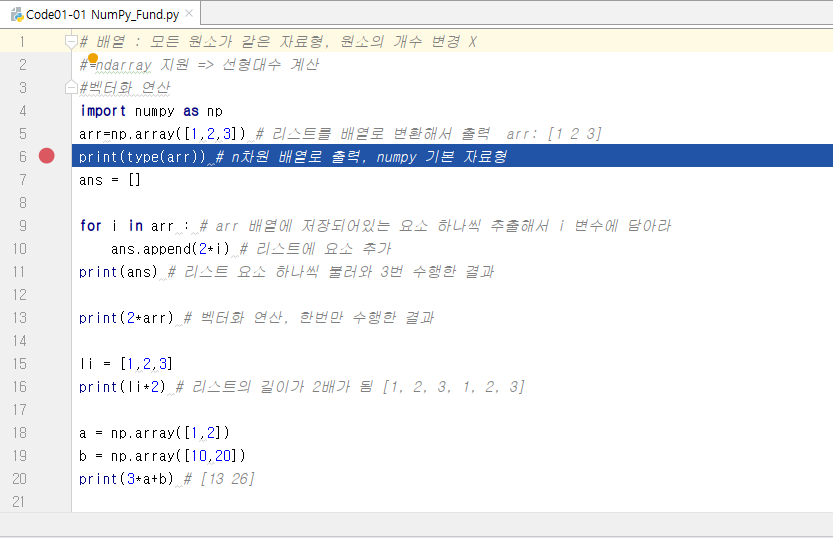 Code01-01 NumPy_Fund.py
1 # 배열 : 모든 원소가 같은 자료형, 원소의 개수 변경 X
2 #=ndarray 지원 => 선형대수 계산
3 #벡터화 연산
4 import numpy as np
5 arr=np.array([1,2,3]) # 리스트를 배열로 변환해서 출력 arr: [1 2 3]
6 print(type(arr)) # n차원 배열로 출력, numpy 기본 자료형
7 ans = []
8
9 for i in arr : # arr 배열에 저장되어있는 요소 하나씩 추출해서 i 변수에 담아라
10 ans.append(2*i) # 리스트에 요소 추가
11 print(ans) # 리스트 요소 하나씩 불러와 3번 수행한 결과
12
13 print(2*arr) # 벡터화 연산, 한번만 수행한 결과
14
15 li = [1,2,3]
16 print(li*2) # 리스트의 길이가 2배가 됨 [1, 2, 3, 1, 2, 3]
17
18 a = np.array([1,2])
19 b = np.array([10,20])
20 print(3*a+b) # [13 26]
21